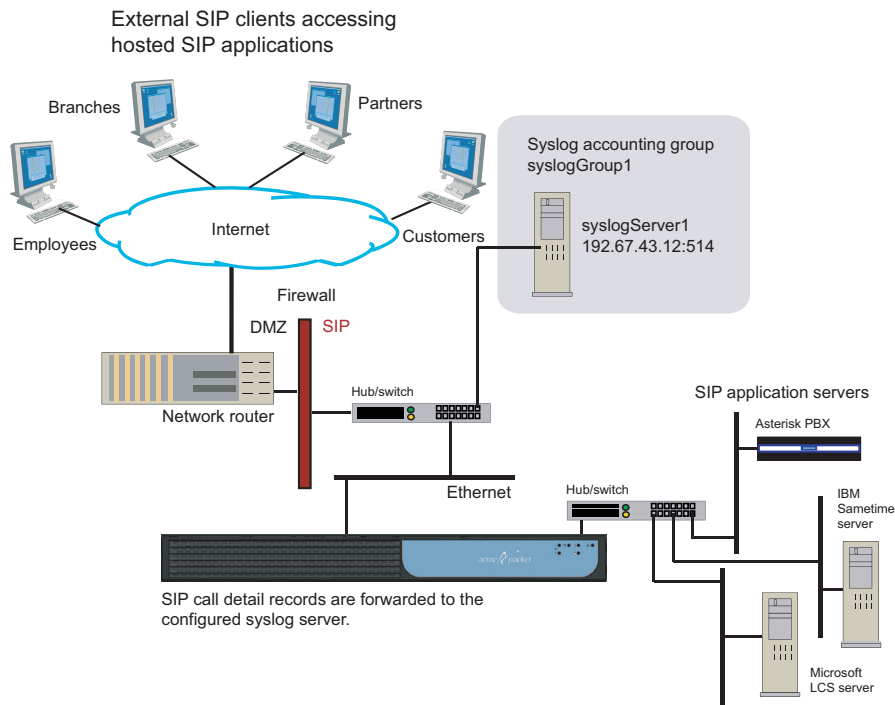 External SIP clients accessing
hosted SIP applications
Branches
Partners
Employees
Internet
Customers
Syslog accounting group
syslogGroup1
syslogServer1
192.67.43.12:514
Firewall
DMZ
SIP
Network router
Hub/switch
Ethernet
SIP application servers
Asterisk PBX
Hub/switch
IBM
Sametime
server
acme packet
SIP call detail records are forwarded to the
configured syslog server.
Microsoft
LCS server